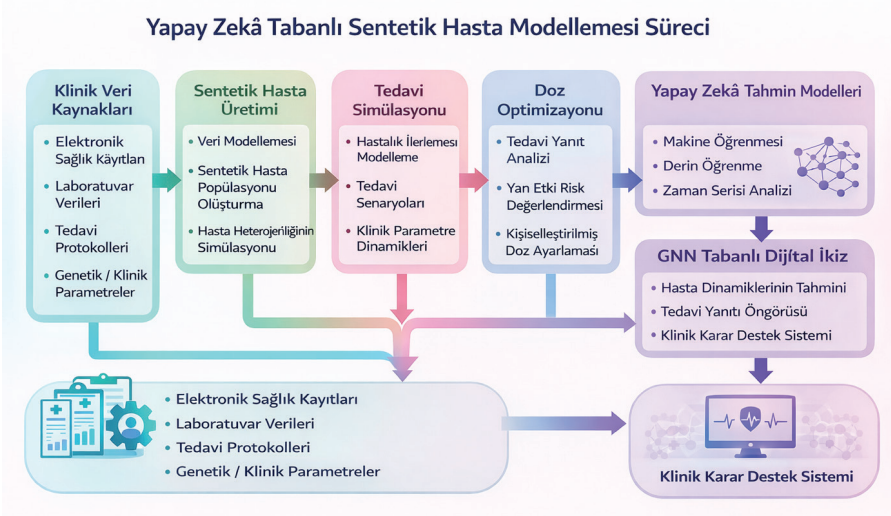 Yapay Zekâ Tabanlı Sentetik Hasta Modellemesi Süreci
Klinik Veri
Kaynakları
• Elektronik
Sağlık Käyıtlan
• Laboratuvar
Verileri
• Tedavi
Protokolleri
• Genetik / Klinik
Parametreler
Sentetik Hasta
Üretimi
• Veri Modellemesi
• Sentetik Hasta
Popülasyonu
Oluşturma
• Hasta Heterojenliğinin
Simülasyonu
Tedavi
Simülasyonu
• Hastalık İlerlemesı
Modelleme
• Tedavi
Senaryoları
• Klinik Parametre
Dinamikleri
Doz
Optimizayonu
• Tedavi Yanıt
Analizi
• Yan Etki Risk
Değerlendirmesi
• Kişiselleştirilmiş
Doz Ayarlaması
Yapay Zekâ Tahmin Modelleri
• Makine Öğrenmesi
• Derin Öğrenme
• Zaman Serisi Analizi
GNN Tabanlı Dijital İkiz
• Hasta Dinamiklerinin Tahmini
• Tedavi Yanıtı Öngörüsü
• Klinik Karar Destek Sistemi
• Elektronik Sağlık Kayıtları
• Laboratuvar Verileri
• Tedavi Protokolleri
• Genetik / Klinik Parametreler
Klinik Karar Destek Sistemi